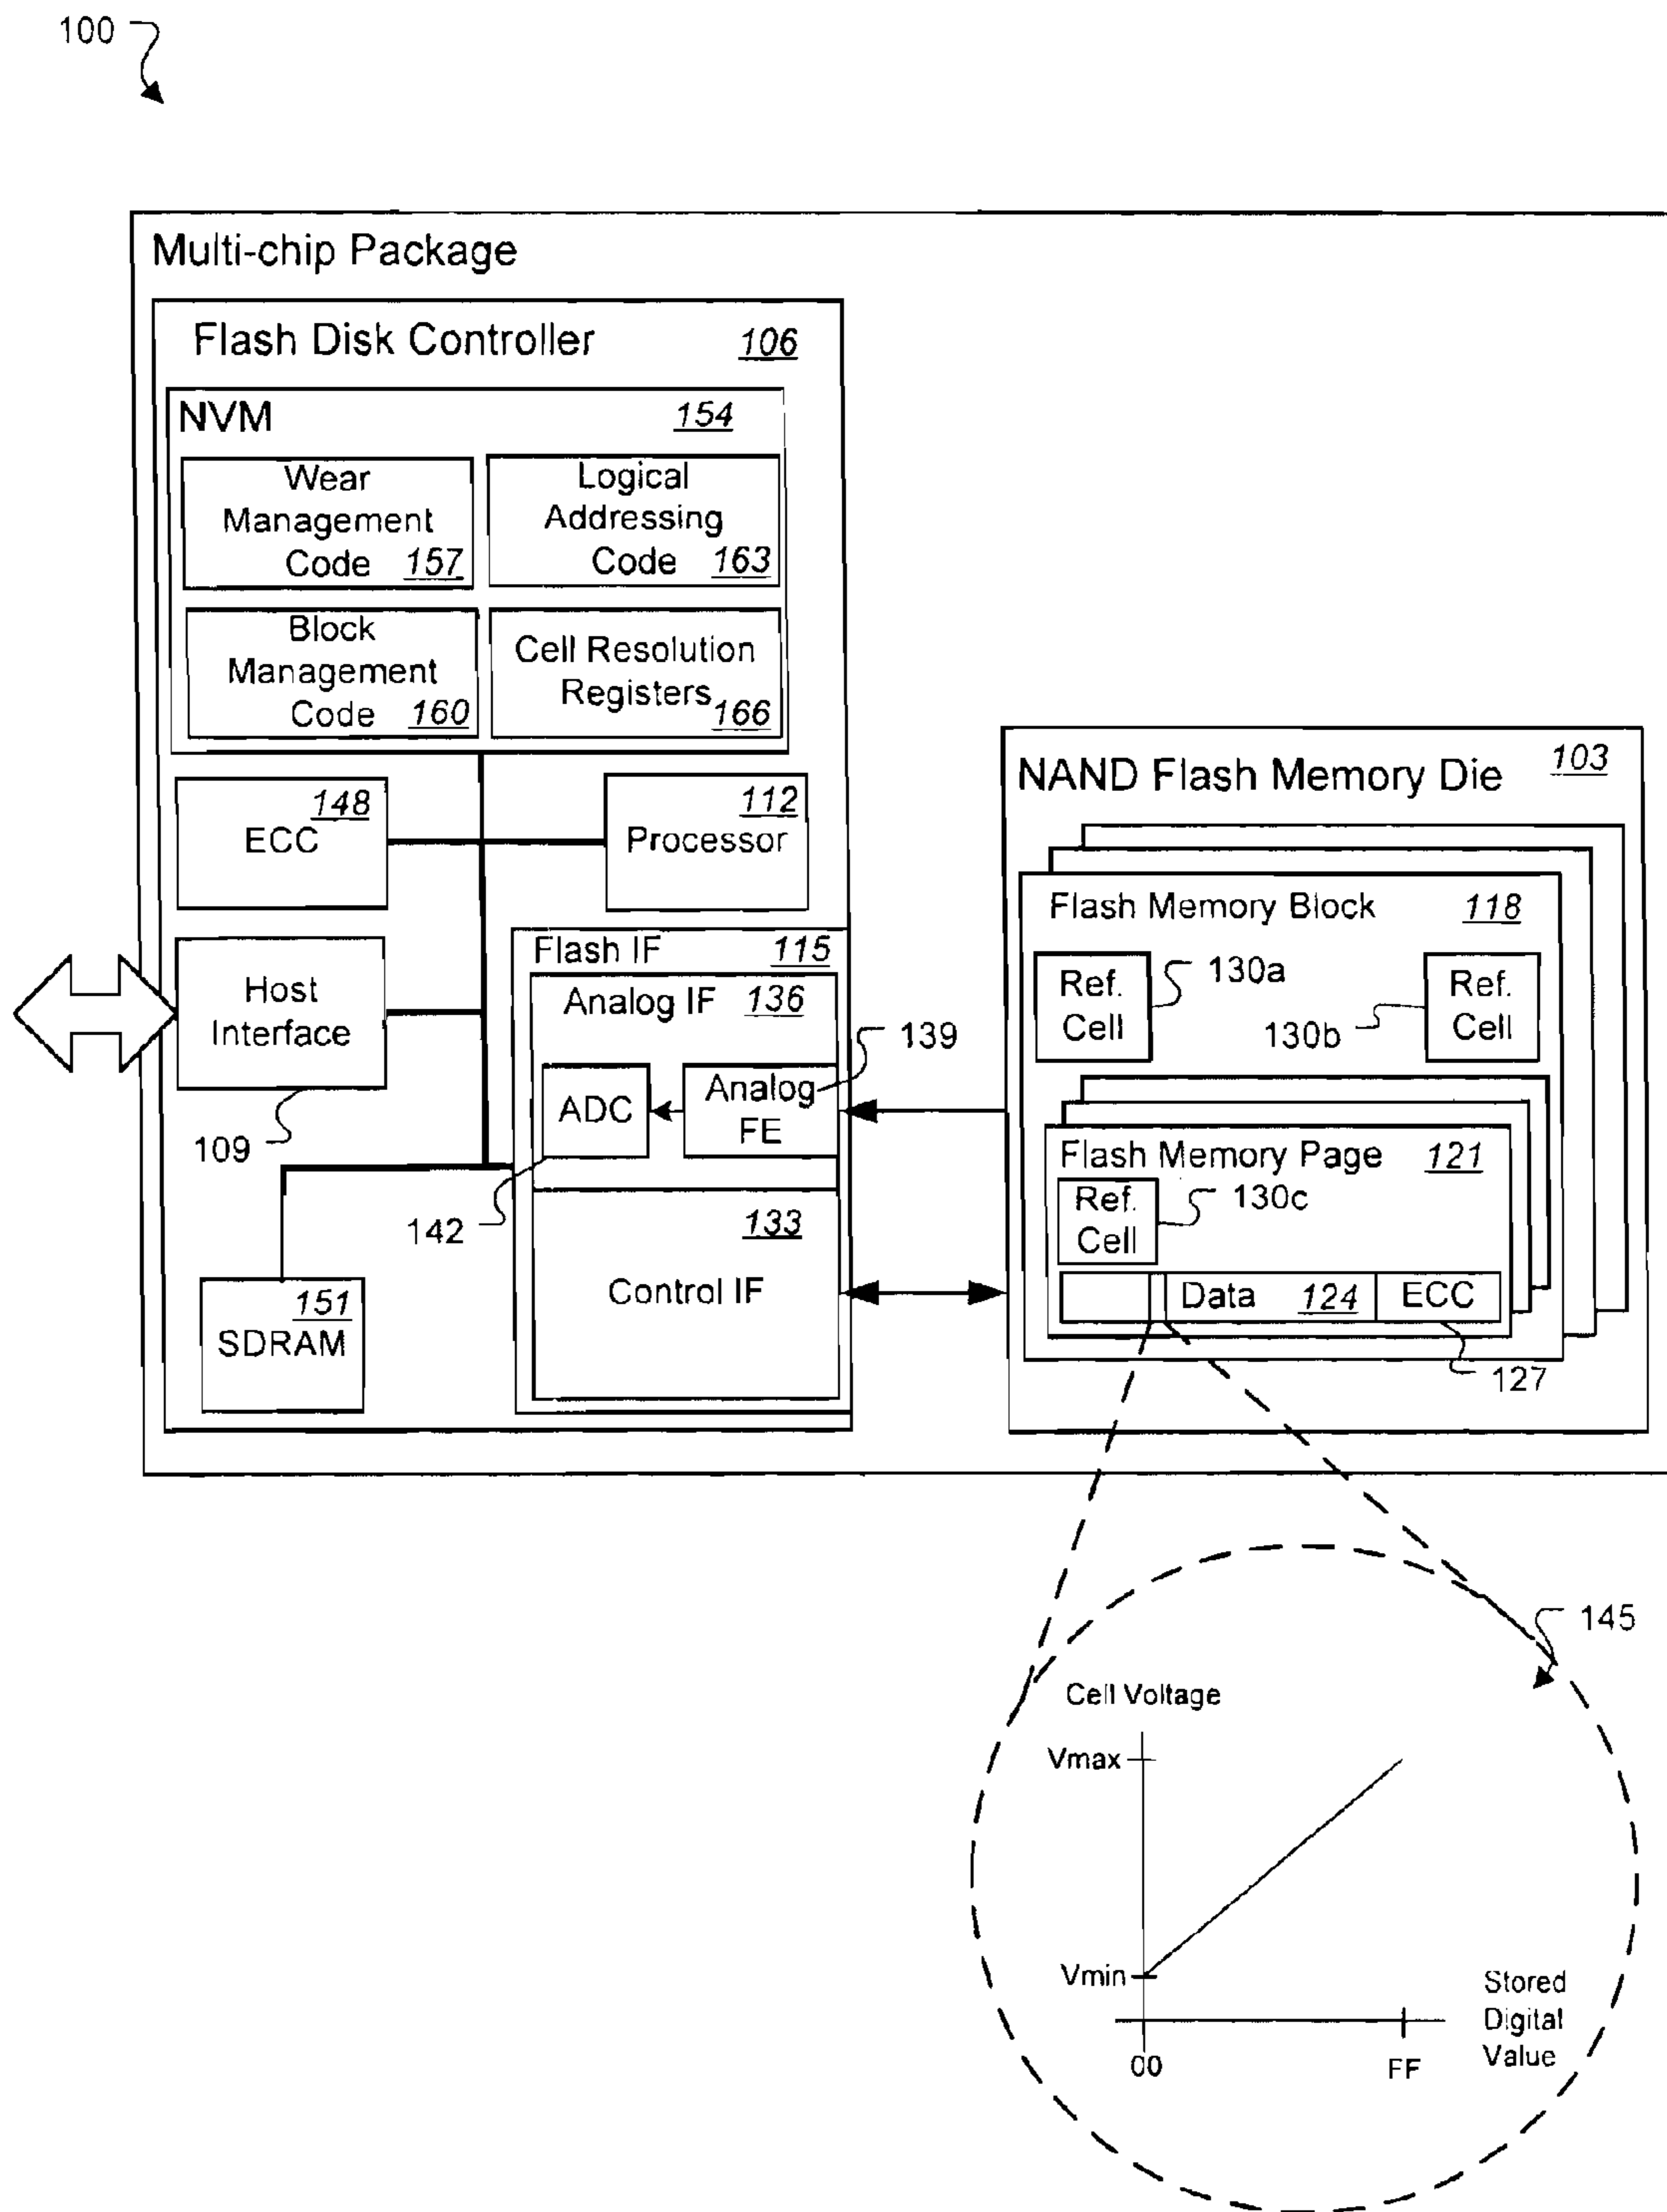 100
Multi-chip Package
Flash Disk Controller 106
NVM 154
Wear
Management
Code 157
Logical
Addressing
Code 163
Block
Management
Code 160
Cell Resolution
Registers 166
148
ECC
112
Processor
Host
Interface
109
Flash IF 115
Analog IF 136
139
ADC
Analog
FE
142
133
Control IF
151
SDRAM
NAND Flash Memory Die 103
Flash Memory Block 118
Ref.
Cell
130a
130b
Ref.
Cell
Flash Memory Page 121
Ref.
Cell
130c
Data 124 ECC
127
145
Cell Voltage
Vmax
Vmin
00
FF
Stored
Digital
Value